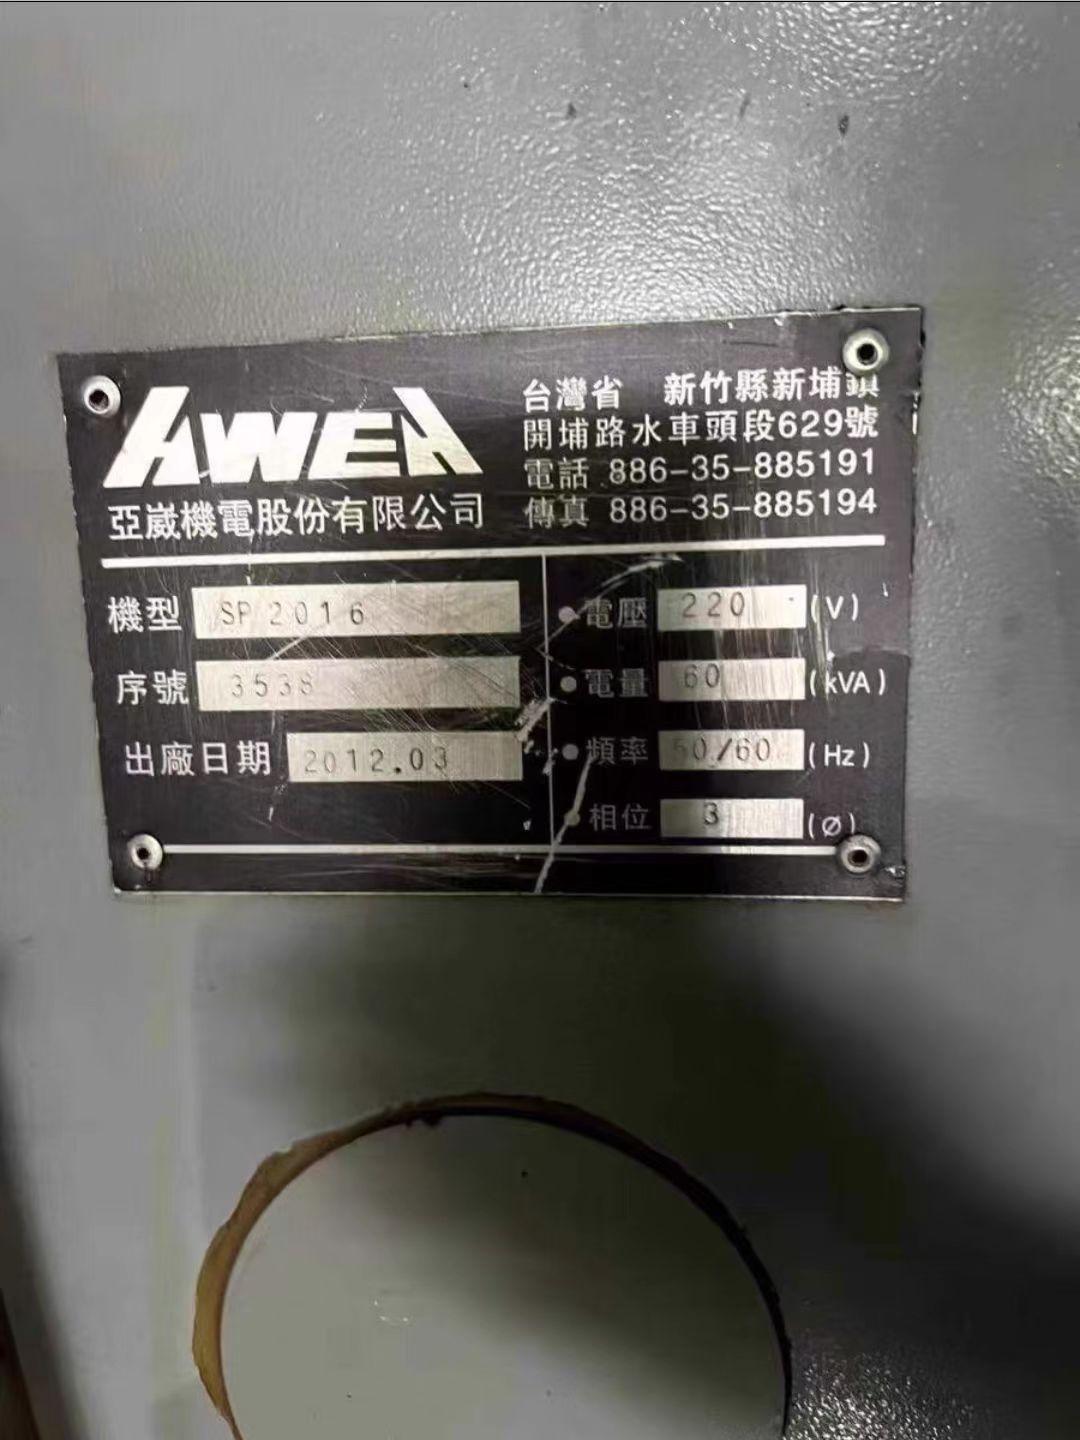 AWEA
亞崴機電股份有限公司
台灣省 新竹縣新埔鎮
開埔路水車頭段629號
電話 886-35-885191
傳真 886-35-885194
機型 SP2016
序號 3538
出廠日期 2012.03
電壓 220 (V)
電量 60 (kVA)
頻率 50/60 (Hz)
相位 3 (Ø)